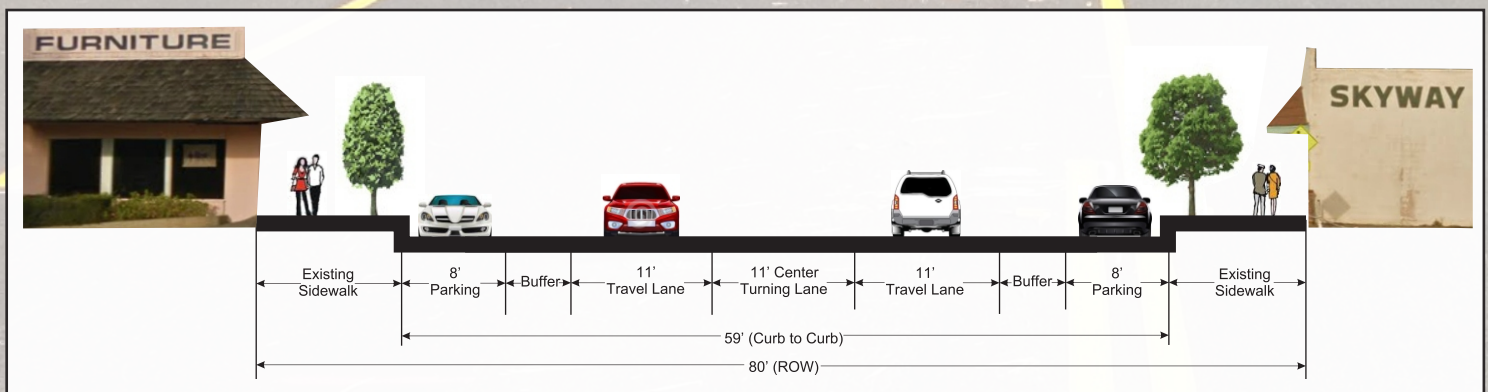 FURNITURE
SKYWAY
Existing
Sidewalk
8'
Parking
Buffer
11'
Travel Lane
11' Center
Turning Lane
11'
Travel Lane
Buffer
8'
Parking
Existing
Sidewalk
59' (Curb to Curb)
80' (ROW)